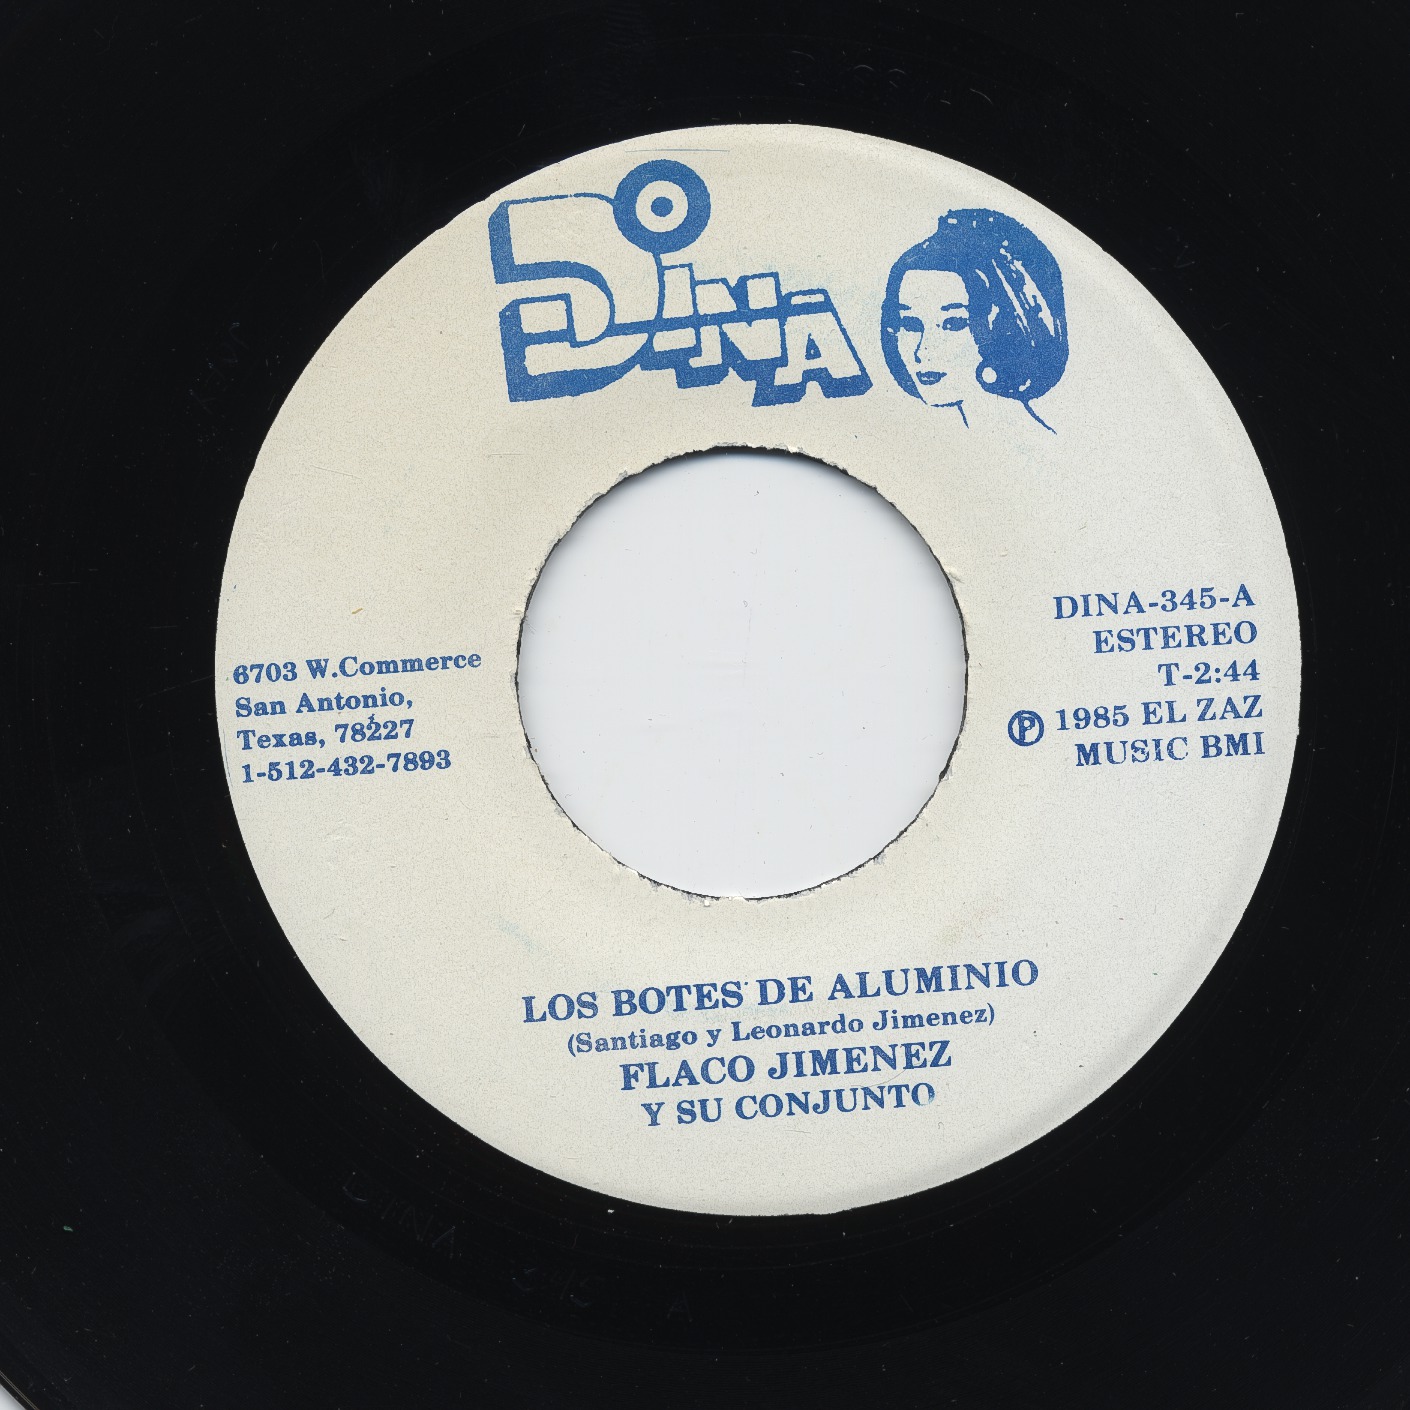 DINA
6703 W.Commerce
San Antonio,
Texas, 78227
1-512-432-7893
DINA-345-A
ESTEREO
T-2:44
Ⓟ 1985 EL ZAZ
MUSIC BMI
LOS BOTES DE ALUMINIO
(Santiago y Leonardo Jimenez)
FLACO JIMENEZ
Y SU CONJUNTO
DINA
A